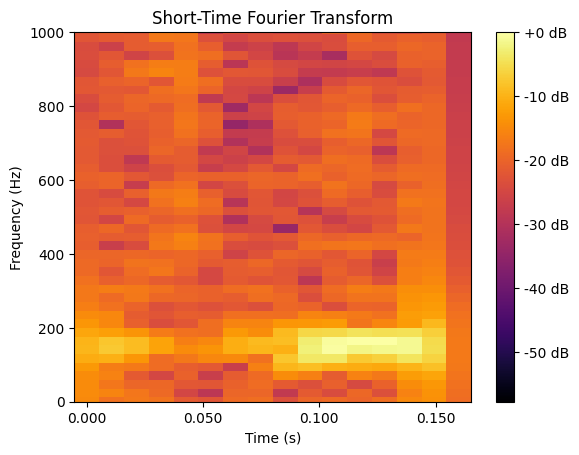 Short-Time Fourier Transform
1000
800
600
400
200
0
Frequency (Hz)
0.000
0.050
0.100
0.150
Time (s)
+0 dB
-10 dB
-20 dB
-30 dB
-40 dB
-50 dB